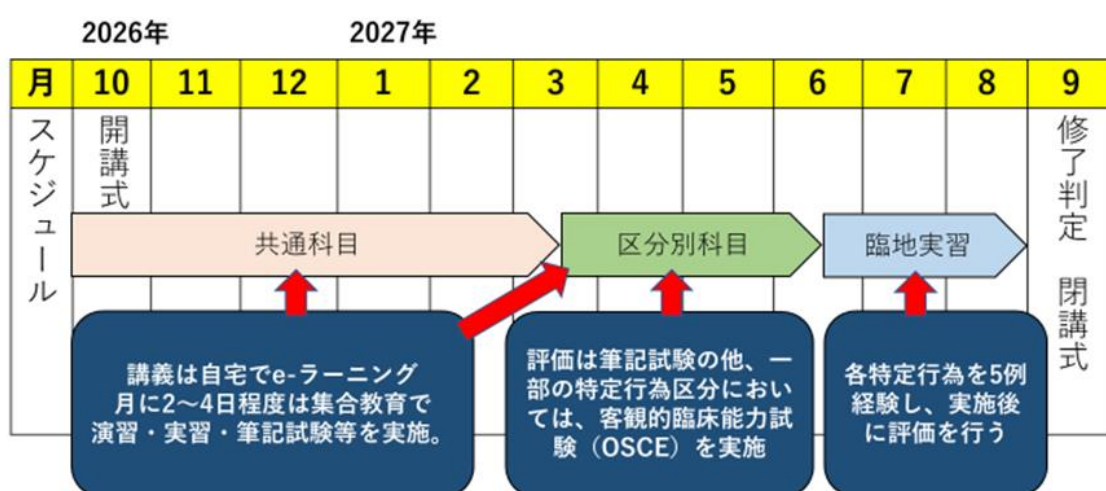 2026年 2027年
月 10 11 12 1 2 3 4 5 6 7 8 9
スケジュール
開講式
修了判定 閉講式
共通科目
区分別科目
臨地実習
講義は自宅でe-ラーニング
月に2~4日程度は集合教育で
演習・実習・筆記試験等を実施。
評価は筆記試験の他、一
部の特定行為区分におい
ては、客観的臨床能力試
験（OSCE）を実施
各特定行為を5例
経験し、実施後
に評価を行う